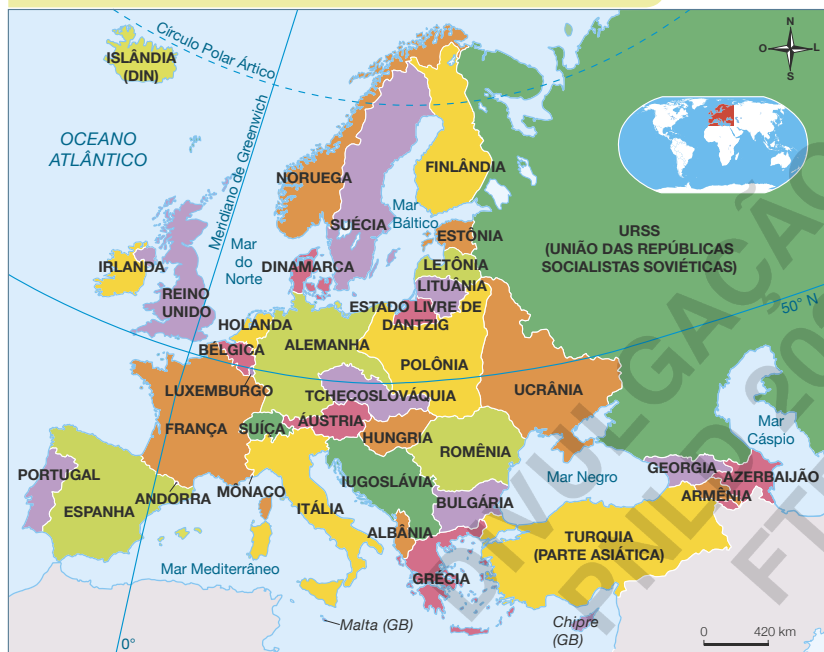 Círculo Polar Ártico
ISLÂNDIA
(DIN)
N
O
L
S
OCEANO
ATLÂNTICO
Meridiano de Greenwich
NORUEGA
FINLÂNDIA
SUÉCIA
Mar
Báltico
URSS
(UNIÃO DAS REPÚBLICAS
SOCIALISTAS SOVIÉTICAS)
ESTÔNIA
Mar
do
Norte
DINAMARCA
LETÔNIA
LITUÂNIA
IRLANDA
REINO
UNIDO
ESTADO LIVRE DE
DANTZIG
50° N
HOLANDA
ALEMANHA
BÉLGICA
POLÔNIA
LUXEMBURGO
TCHECOSLOVÁQUIA
UCRÂNIA
FRANÇA
SUÍÇA
ÁUSTRIA
HUNGRIA
ROMÊNIA
Mar
Cáspio
PORTUGAL
ESPANHA
ANDORRA
MÔNACO
ITÁLIA
IUGOSLÁVIA
BULGÁRIA
Mar Negro
GEORGIA
AZERBAIJÃO
ARMÊNIA
ALBÂNIA
TURQUIA
(PARTE ASIÁTICA)
Mar Mediterrâneo
GRÉCIA
Malta (GB)
Chipre
(GB)
0°
0 420 km
DIVULGAÇÃO
PNLD
FT